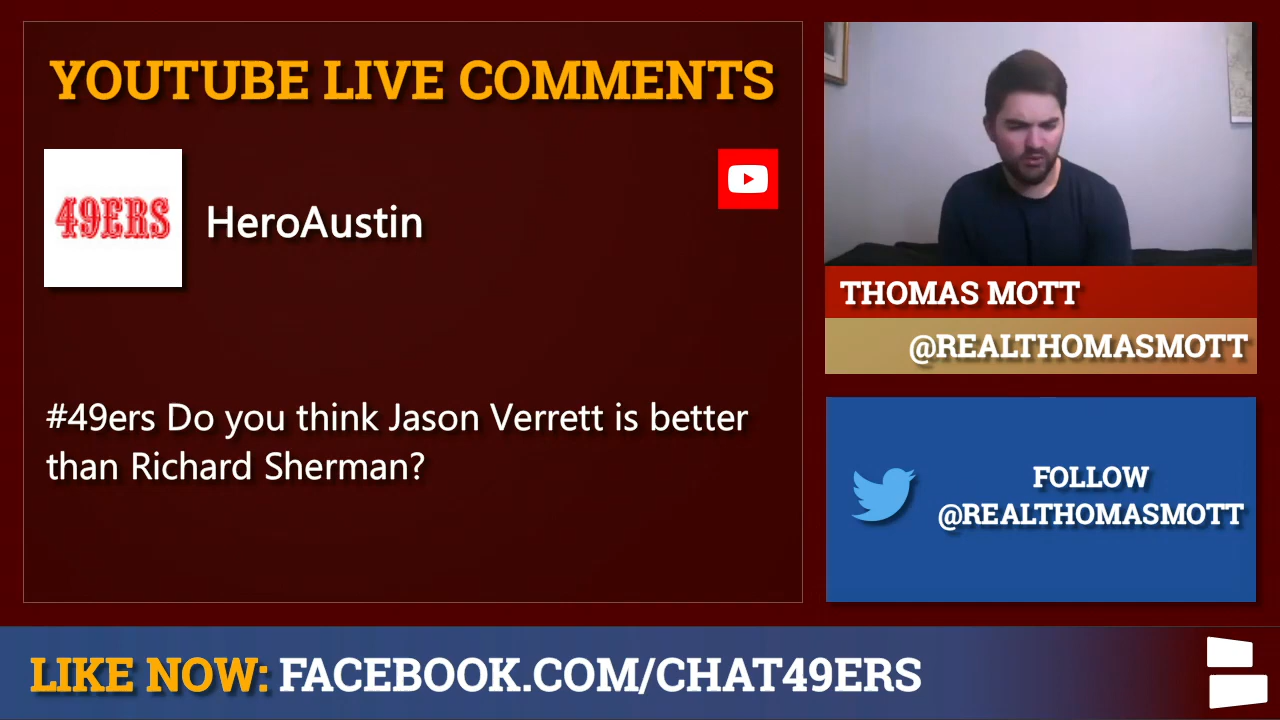 YOUTUBE LIVE COMMENTS
49ERS
HeroAustin
#49ers Do you think Jason Verrett is better
than Richard Sherman?
THOMAS MOTT
@REALTHOMASMOTT
FOLLOW
@REALTHOMASMOTT
LIKE NOW: FACEBOOK.COM/CHAT49ERS